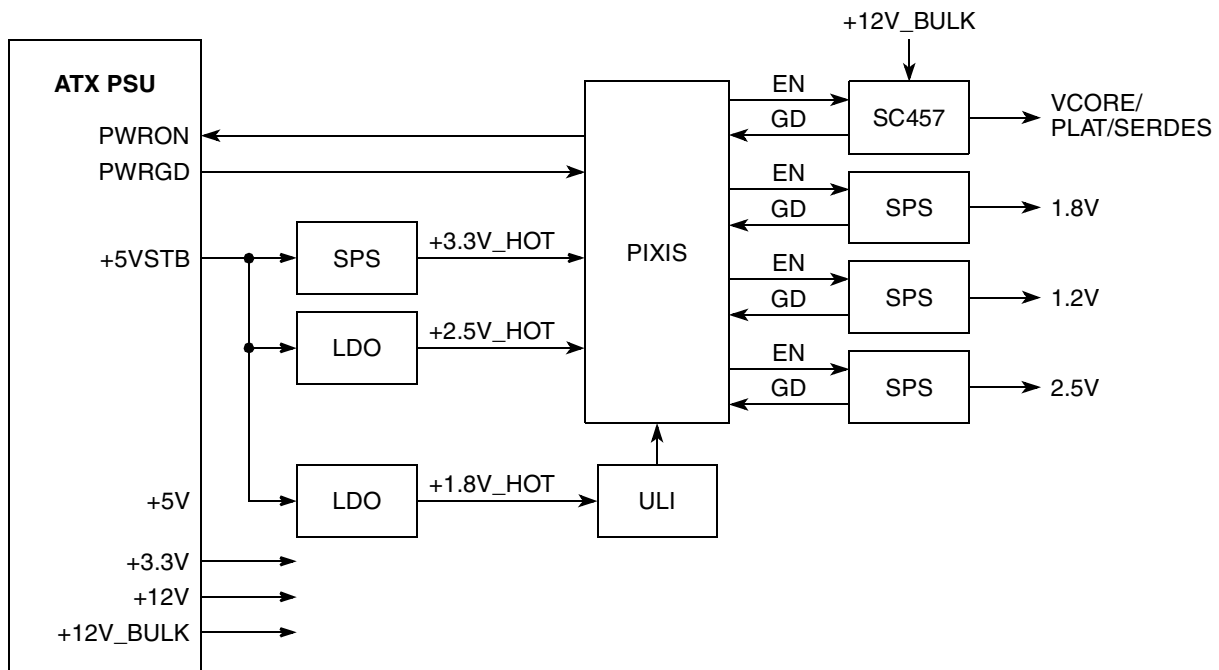 +12V_BULK
ATX PSU
PWRON
PWRGD
+5VSTB
+5V
+3.3V
+12V
+12V_BULK
SPS
+3.3V_HOT
LDO
+2.5V_HOT
LDO
+1.8V_HOT
ULI
PIXIS
EN
GD
SC457
VCORE/
PLAT/SERDES
EN
GD
SPS
1.8V
EN
GD
SPS
1.2V
EN
GD
SPS
2.5V